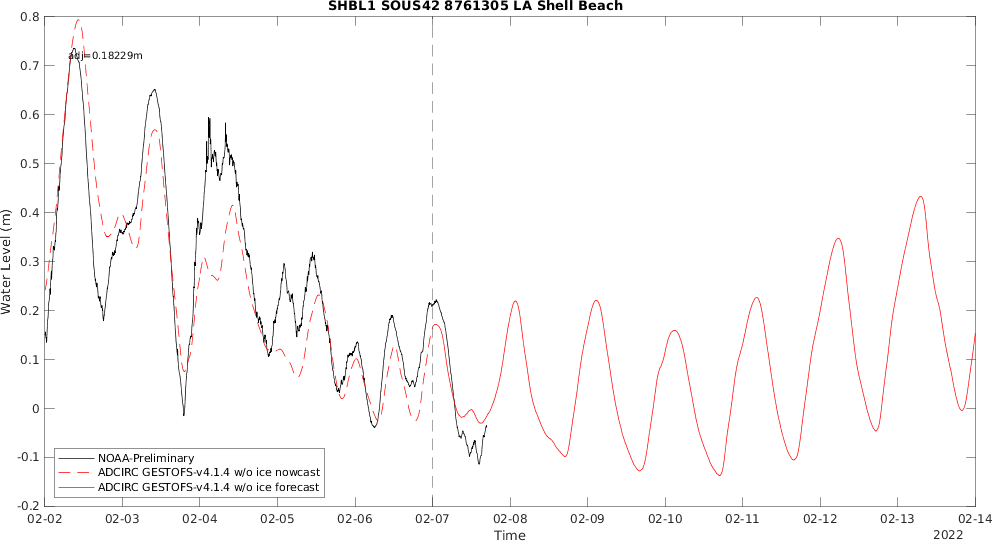 SHBL1 SOUS42 8761305 LA Shell Beach
adj=0.18229m
Water Level (m)
0.8
0.7
0.6
0.5
0.4
0.3
0.2
0.1
0
-0.1
-0.2
NOAA-Preliminary
ADCIRC GESTOFS-v4.1.4 w/o ice nowcast
ADCIRC GESTOFS-v4.1.4 w/o ice forecast
02-02 02-03 02-04 02-05 02-06 02-07 02-08 02-09 02-10 02-11 02-12 02-13 02-14
Time
2022